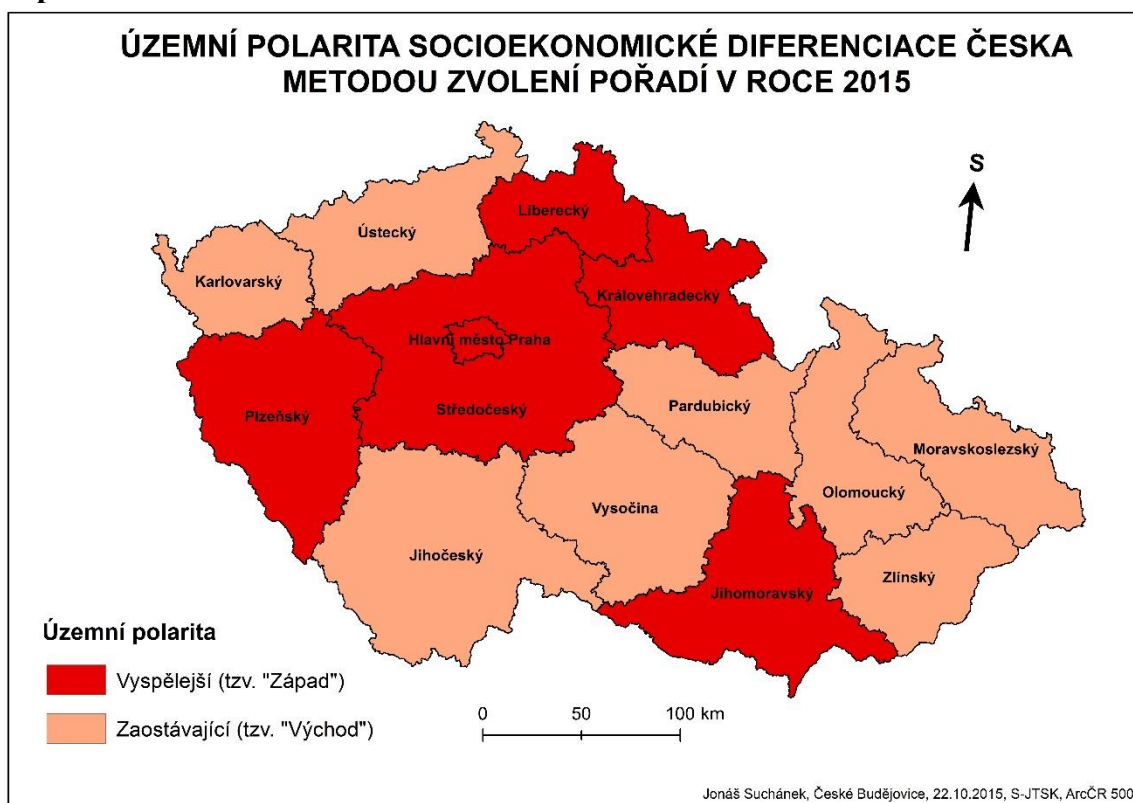 ÚZEMNÍ POLARITA SOCIOEKONOMICKÉ DIFERENCIACE ČESKA
METODOU ZVOLENÍ POŘADÍ V ROCE 2015
S
Liberecký
Ústecký
Karlovarský
Královéhradecký
Hlavní město Praha
Středočeský
Plzeňský
Pardubický
Moravskoslezský
Olomoucký
Vysočina
Jihočeský
Zlínský
Jihomoravský
Územní polarita
Vyspělejší (tzv. "Západ")
Zaostávající (tzv. "Východ")
0 50 100 km
Jonáš Suchánek, České Budějovice, 22.10.2015, S-JTSK, ArcČR 500